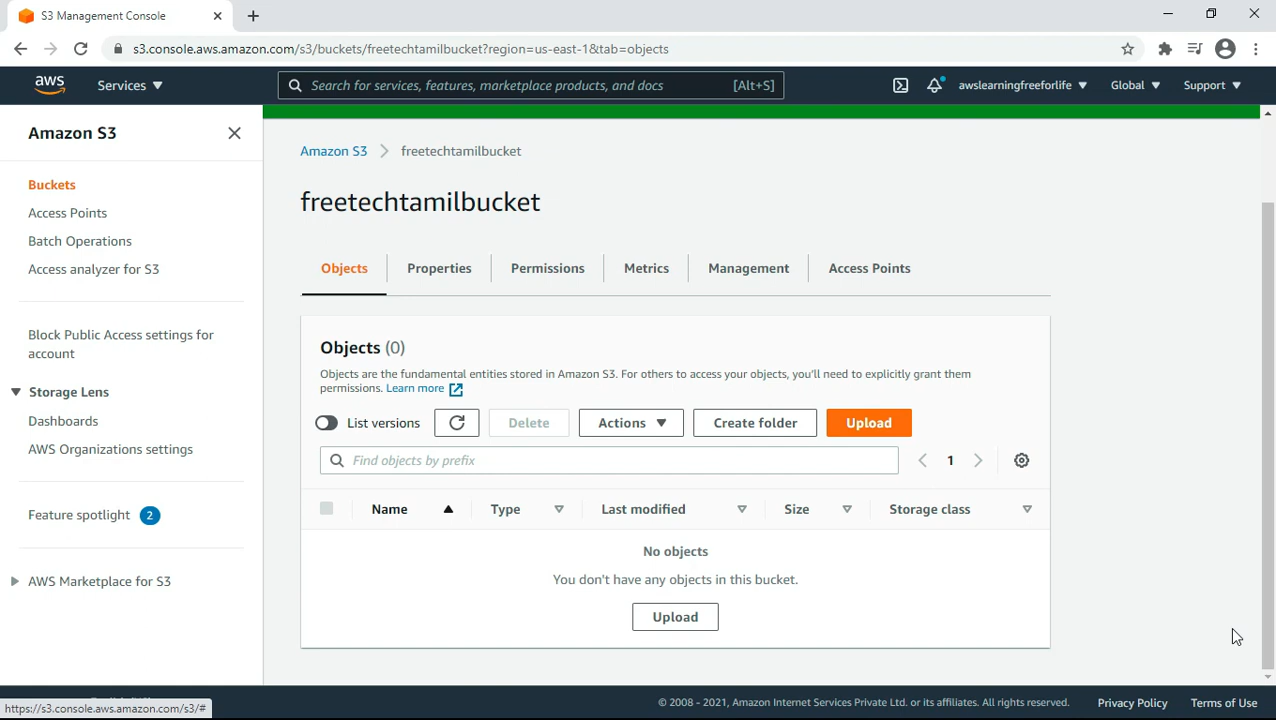 S3 Management Console
s3.console.aws.amazon.com/s3/buckets/freetechtamilbucket?region=us-east-1&tab=objects
aws Services Search for services, features, marketplace products, and docs [Alt+S] awslearningfreeforlife Global Support
Amazon S3
Buckets
Access Points
Batch Operations
Access analyzer for S3
Block Public Access settings for
account
Storage Lens
Dashboards
AWS Organizations settings
Feature spotlight 2
AWS Marketplace for S3
Amazon S3 freetechtamilbucket
freetechtamilbucket
Objects Properties Permissions Metrics Management Access Points
Objects (0)
Objects are the fundamental entities stored in Amazon S3. For others to access your objects, you'll need to explicitly grant them
permissions. Learn more
List versions Delete Actions Create folder Upload
Find objects by prefix 1
Name Type Last modified Size Storage class
No objects
You don't have any objects in this bucket.
Upload
https://s3.console.aws.amazon.com/s3/#
© 2008 - 2021, Amazon Internet Services Private Ltd. or its affiliates. All rights reserved. Privacy Policy Terms of Use